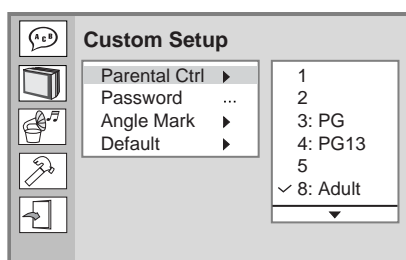 A c B
Custom Setup
Parental Ctrl
Password ...
Angle Mark
Default
1
2
3: PG
4: PG13
5
8: Adult